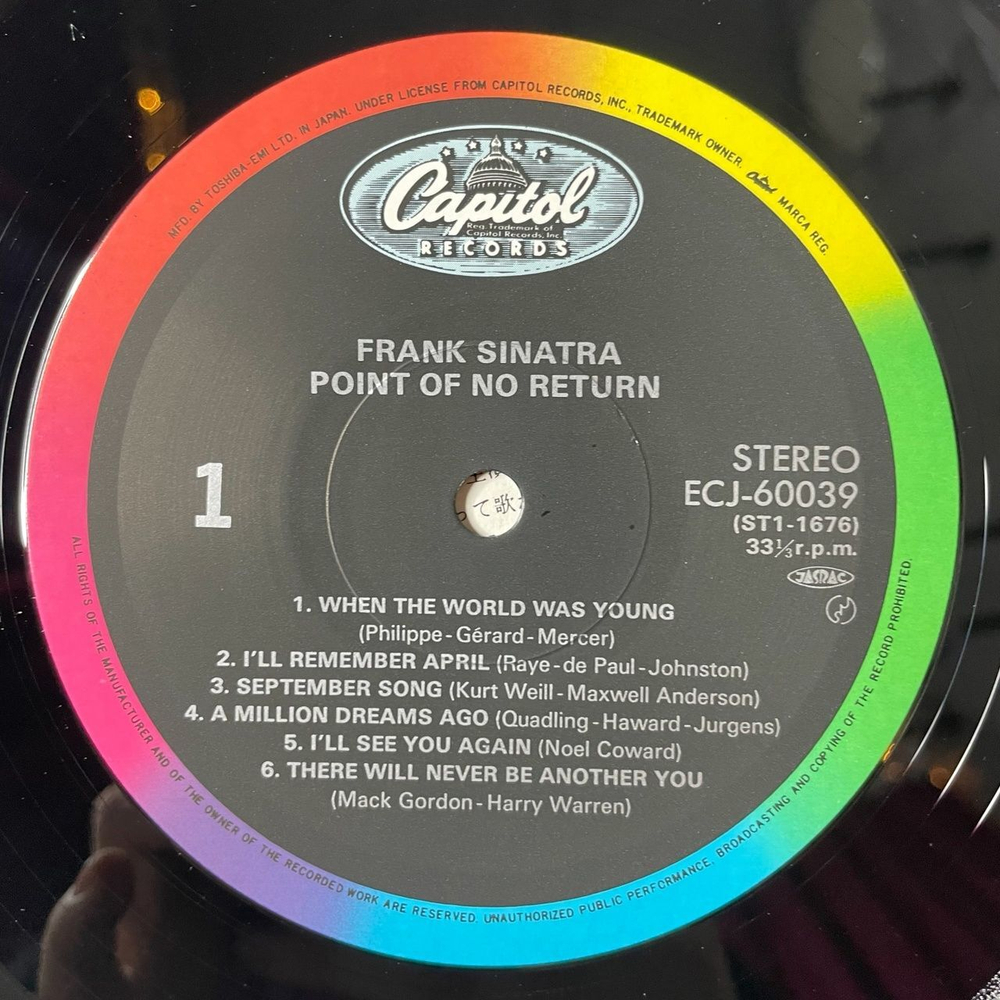 MFD. BY TOSHIBA-EMI LTD. IN JAPAN. UNDER LICENSE FROM CAPITOL RECORDS, INC., TRADEMARK OWNER. Capitol MARCA REG.
Capitol
Reg. Trademark of
Capitol Records, Inc.
RECORDS
FRANK SINATRA
POINT OF NO RETURN
1
STEREO
ECJ-60039
(ST1-1676)
33⅓r.p.m.
JASRAC
て歌
1. WHEN THE WORLD WAS YOUNG
(Philippe-Gérard-Mercer)
2. I'LL REMEMBER APRIL (Raye-de Paul-Johnston)
3. SEPTEMBER SONG (Kurt Weill-Maxwell Anderson)
4. A MILLION DREAMS AGO (Quadling-Haward-Jurgens)
5. I'LL SEE YOU AGAIN (Noel Coward)
6. THERE WILL NEVER BE ANOTHER YOU
(Mack Gordon-Harry Warren)
ALL RIGHTS OF THE MANUFACTURER AND OF THE OWNER OF THE RECORDED WORK ARE RESERVED. UNAUTHORIZED PUBLIC PERFORMANCE, BROADCASTING AND COPYING OF THE RECORD PROHIBITED.